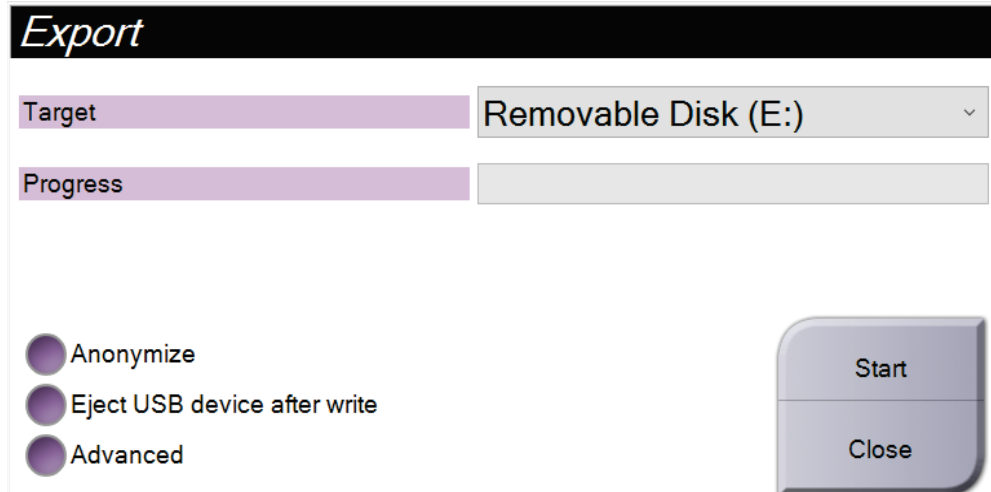 Export
Target
Removable Disk (E:)
Progress
Anonymize
Eject USB device after write
Advanced
Start
Close